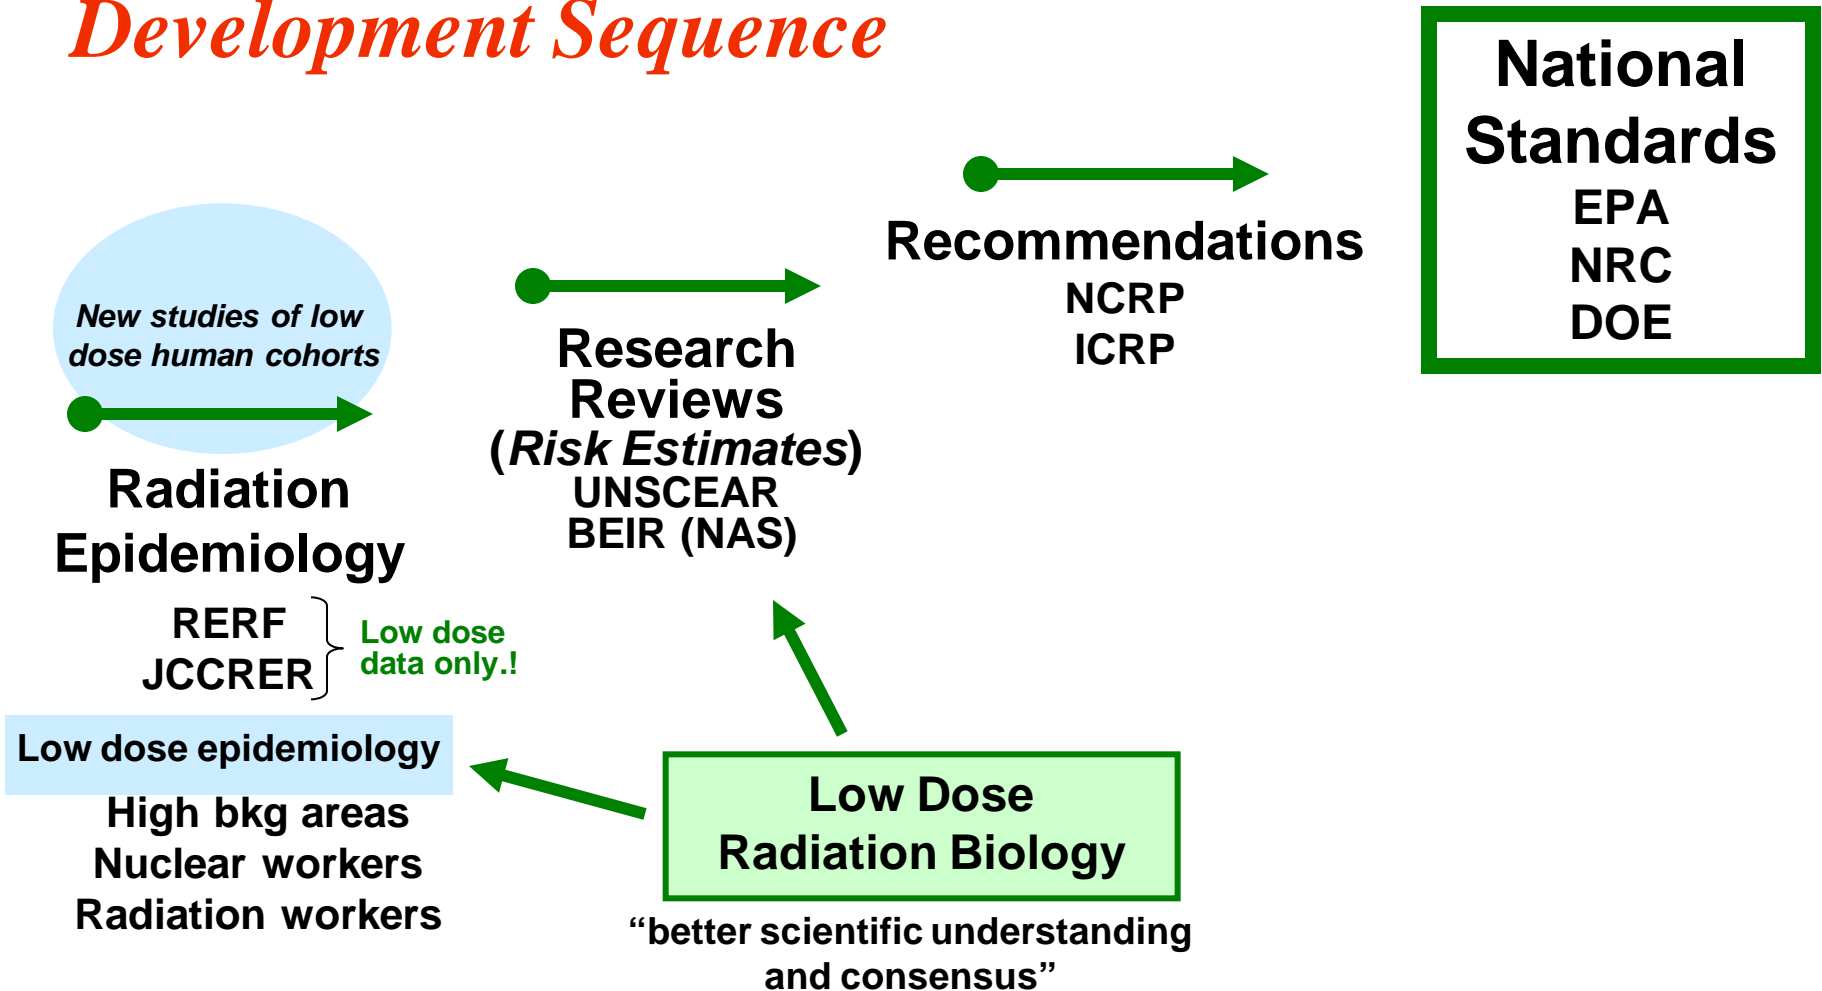 Development Sequence
National
Standards
EPA
NRC
DOE
Recommendations
NCRP
ICRP
New studies of low
dose human cohorts
Research
Reviews
(Risk Estimates)
UNSCEAR
BEIR (NAS)
Radiation
Epidemiology
RERF
JCCRER
Low dose
data only.!
Low dose epidemiology
High bkg areas
Nuclear workers
Radiation workers
Low Dose
Radiation Biology
“better scientific understanding
and consensus”